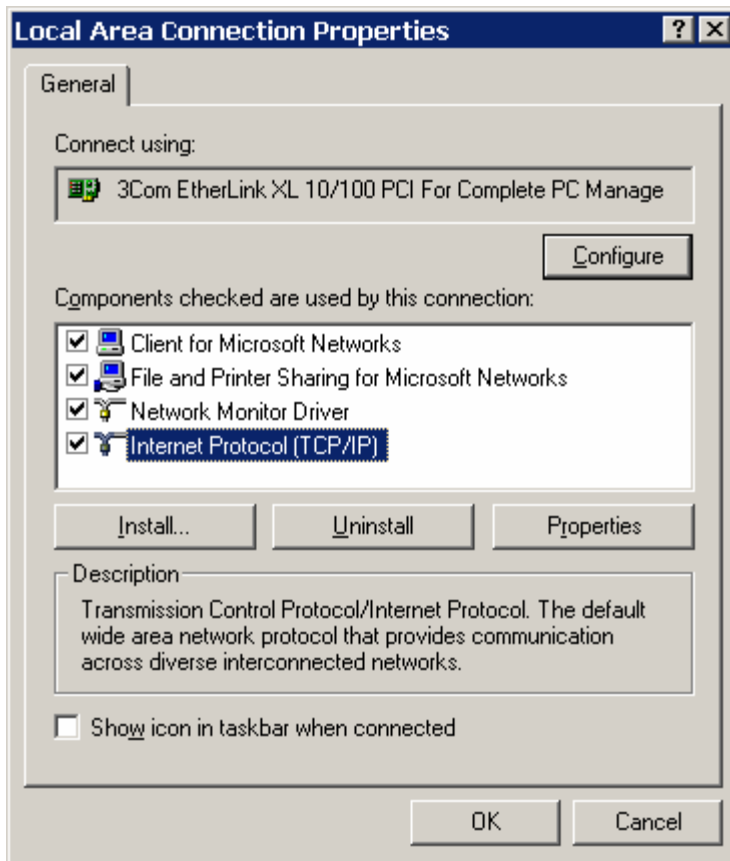 Local Area Connection Properties
General
Connect using:
3Com EtherLink XL 10/100 PCI For Complete PC Manage
Configure
Components checked are used by this connection:
Client for Microsoft Networks
File and Printer Sharing for Microsoft Networks
Network Monitor Driver
Internet Protocol (TCP/IP)
Install... Uninstall Properties
Description
Transmission Control Protocol/Internet Protocol. The default
wide area network protocol that provides communication
across diverse interconnected networks.
Show icon in taskbar when connected
OK Cancel